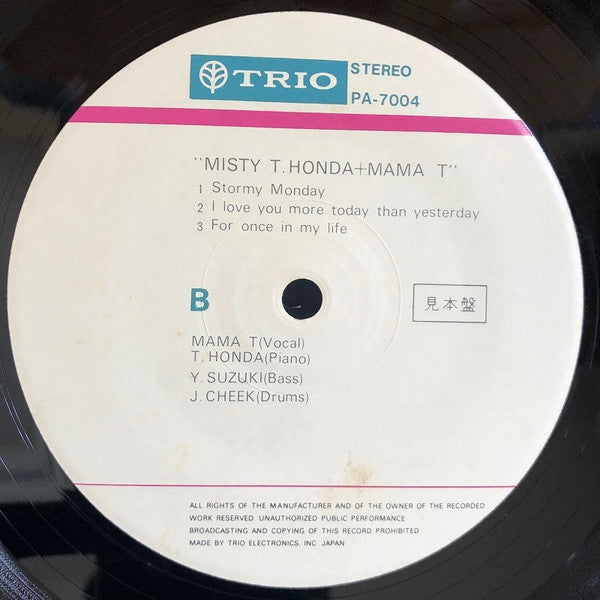 TRIO
STEREO
PA-7004
"MISTY T. HONDA+MAMA T"
1 Stormy Monday
2 I love you more today than yesterday
3 For once in my life
B
見本盤
MAMA T(Vocal)
T. HONDA(Piano)
Y. SUZUKI(Bass)
J. CHEEK(Drums)
ALL RIGHTS OF THE MANUFACTURER AND OF THE OWNER OF THE RECORDED
WORK RESERVED UNAUTHORIZED PUBLIC PERFORMANCE
BROADCASTING AND COPYING OF THIS RECORD PROHIBITED
MADE BY TRIO ELECTRONICS, INC JAPAN